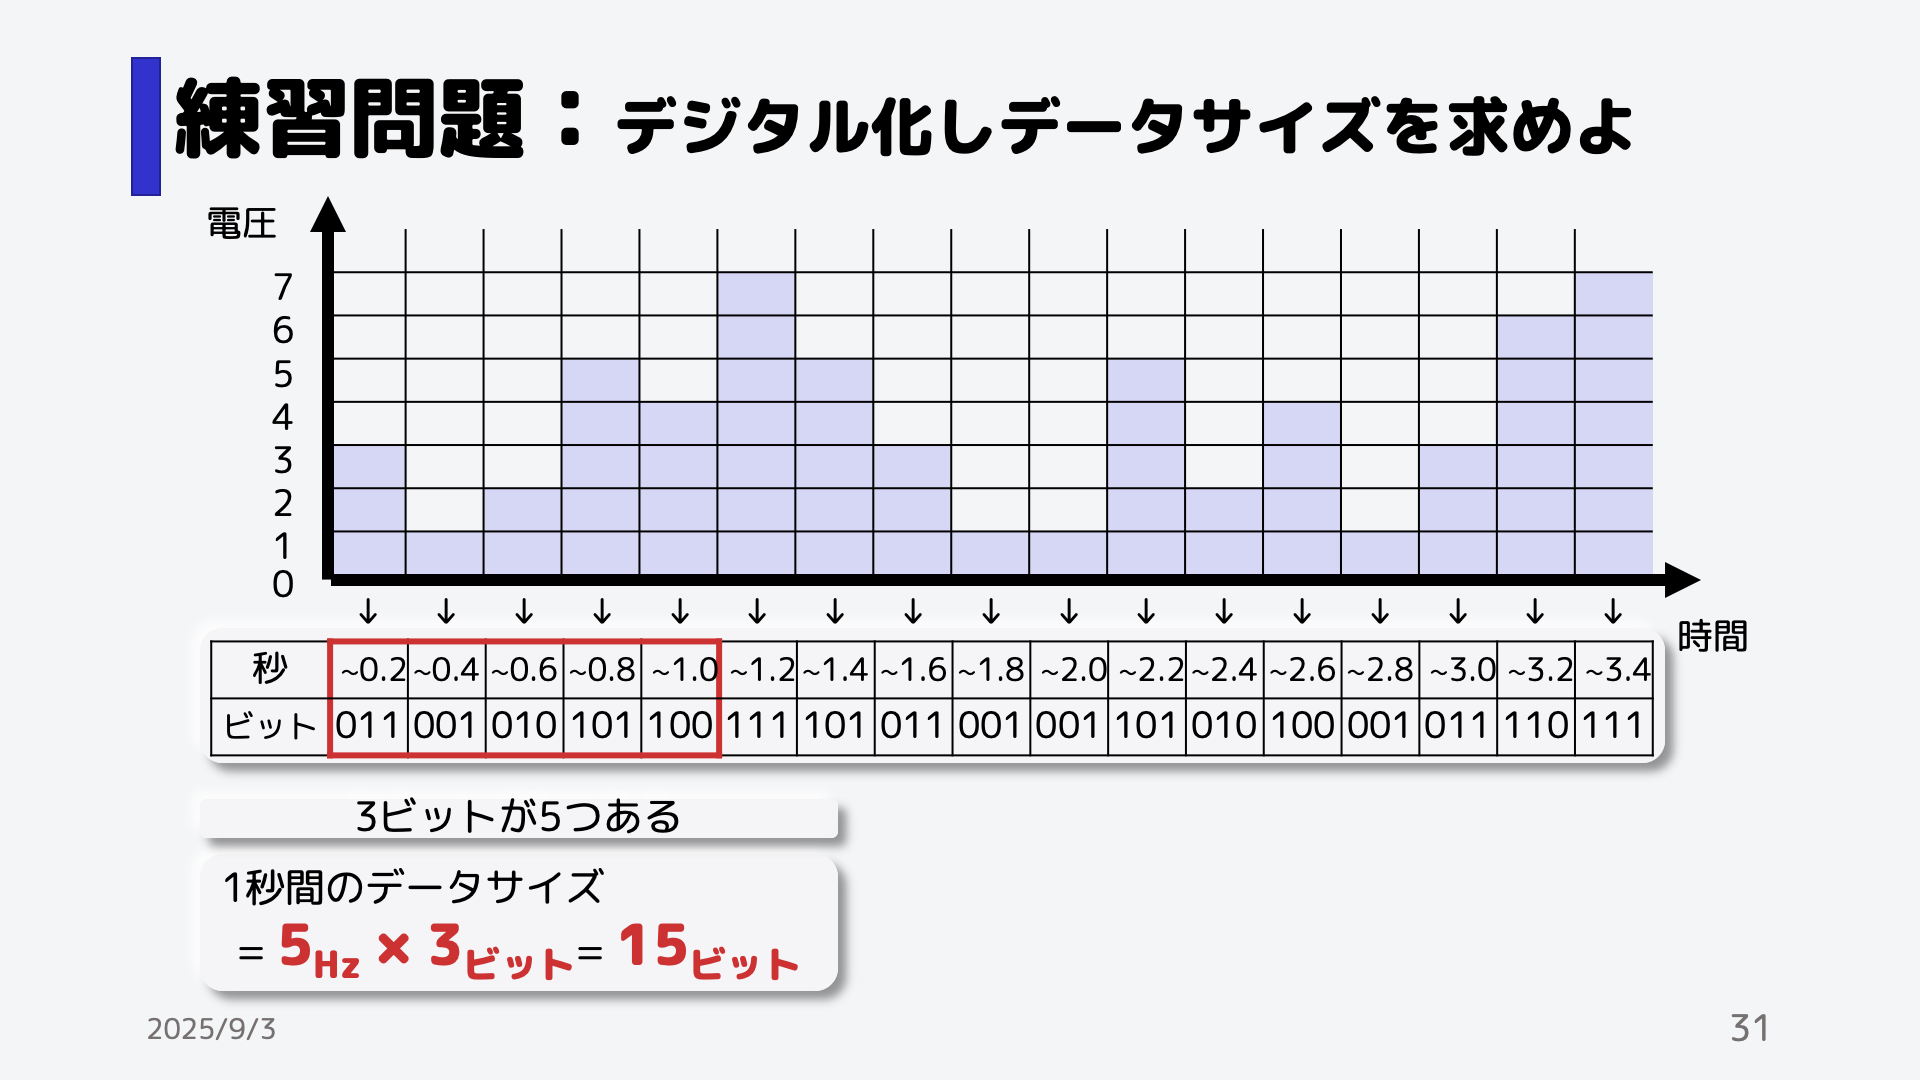 練習問題：デジタル化しデータサイズを求めよ
電圧
7
6
5
4
3
2
1
0
↓ ↓ ↓ ↓ ↓ ↓ ↓ ↓ ↓ ↓ ↓ ↓ ↓ ↓ ↓ ↓ ↓
時間
秒 ~0.2 ~0.4 ~0.6 ~0.8 ~1.0 ~1.2 ~1.4 ~1.6 ~1.8 ~2.0 ~2.2 ~2.4 ~2.6 ~2.8 ~3.0 ~3.2 ~3.4
ビット 011 001 010 101 100 111 101 011 001 001 101 010 100 001 011 110 111
3ビットが5つある
1秒間のデータサイズ
= 5Hz × 3ビット= 15ビット
2025/9/3
31